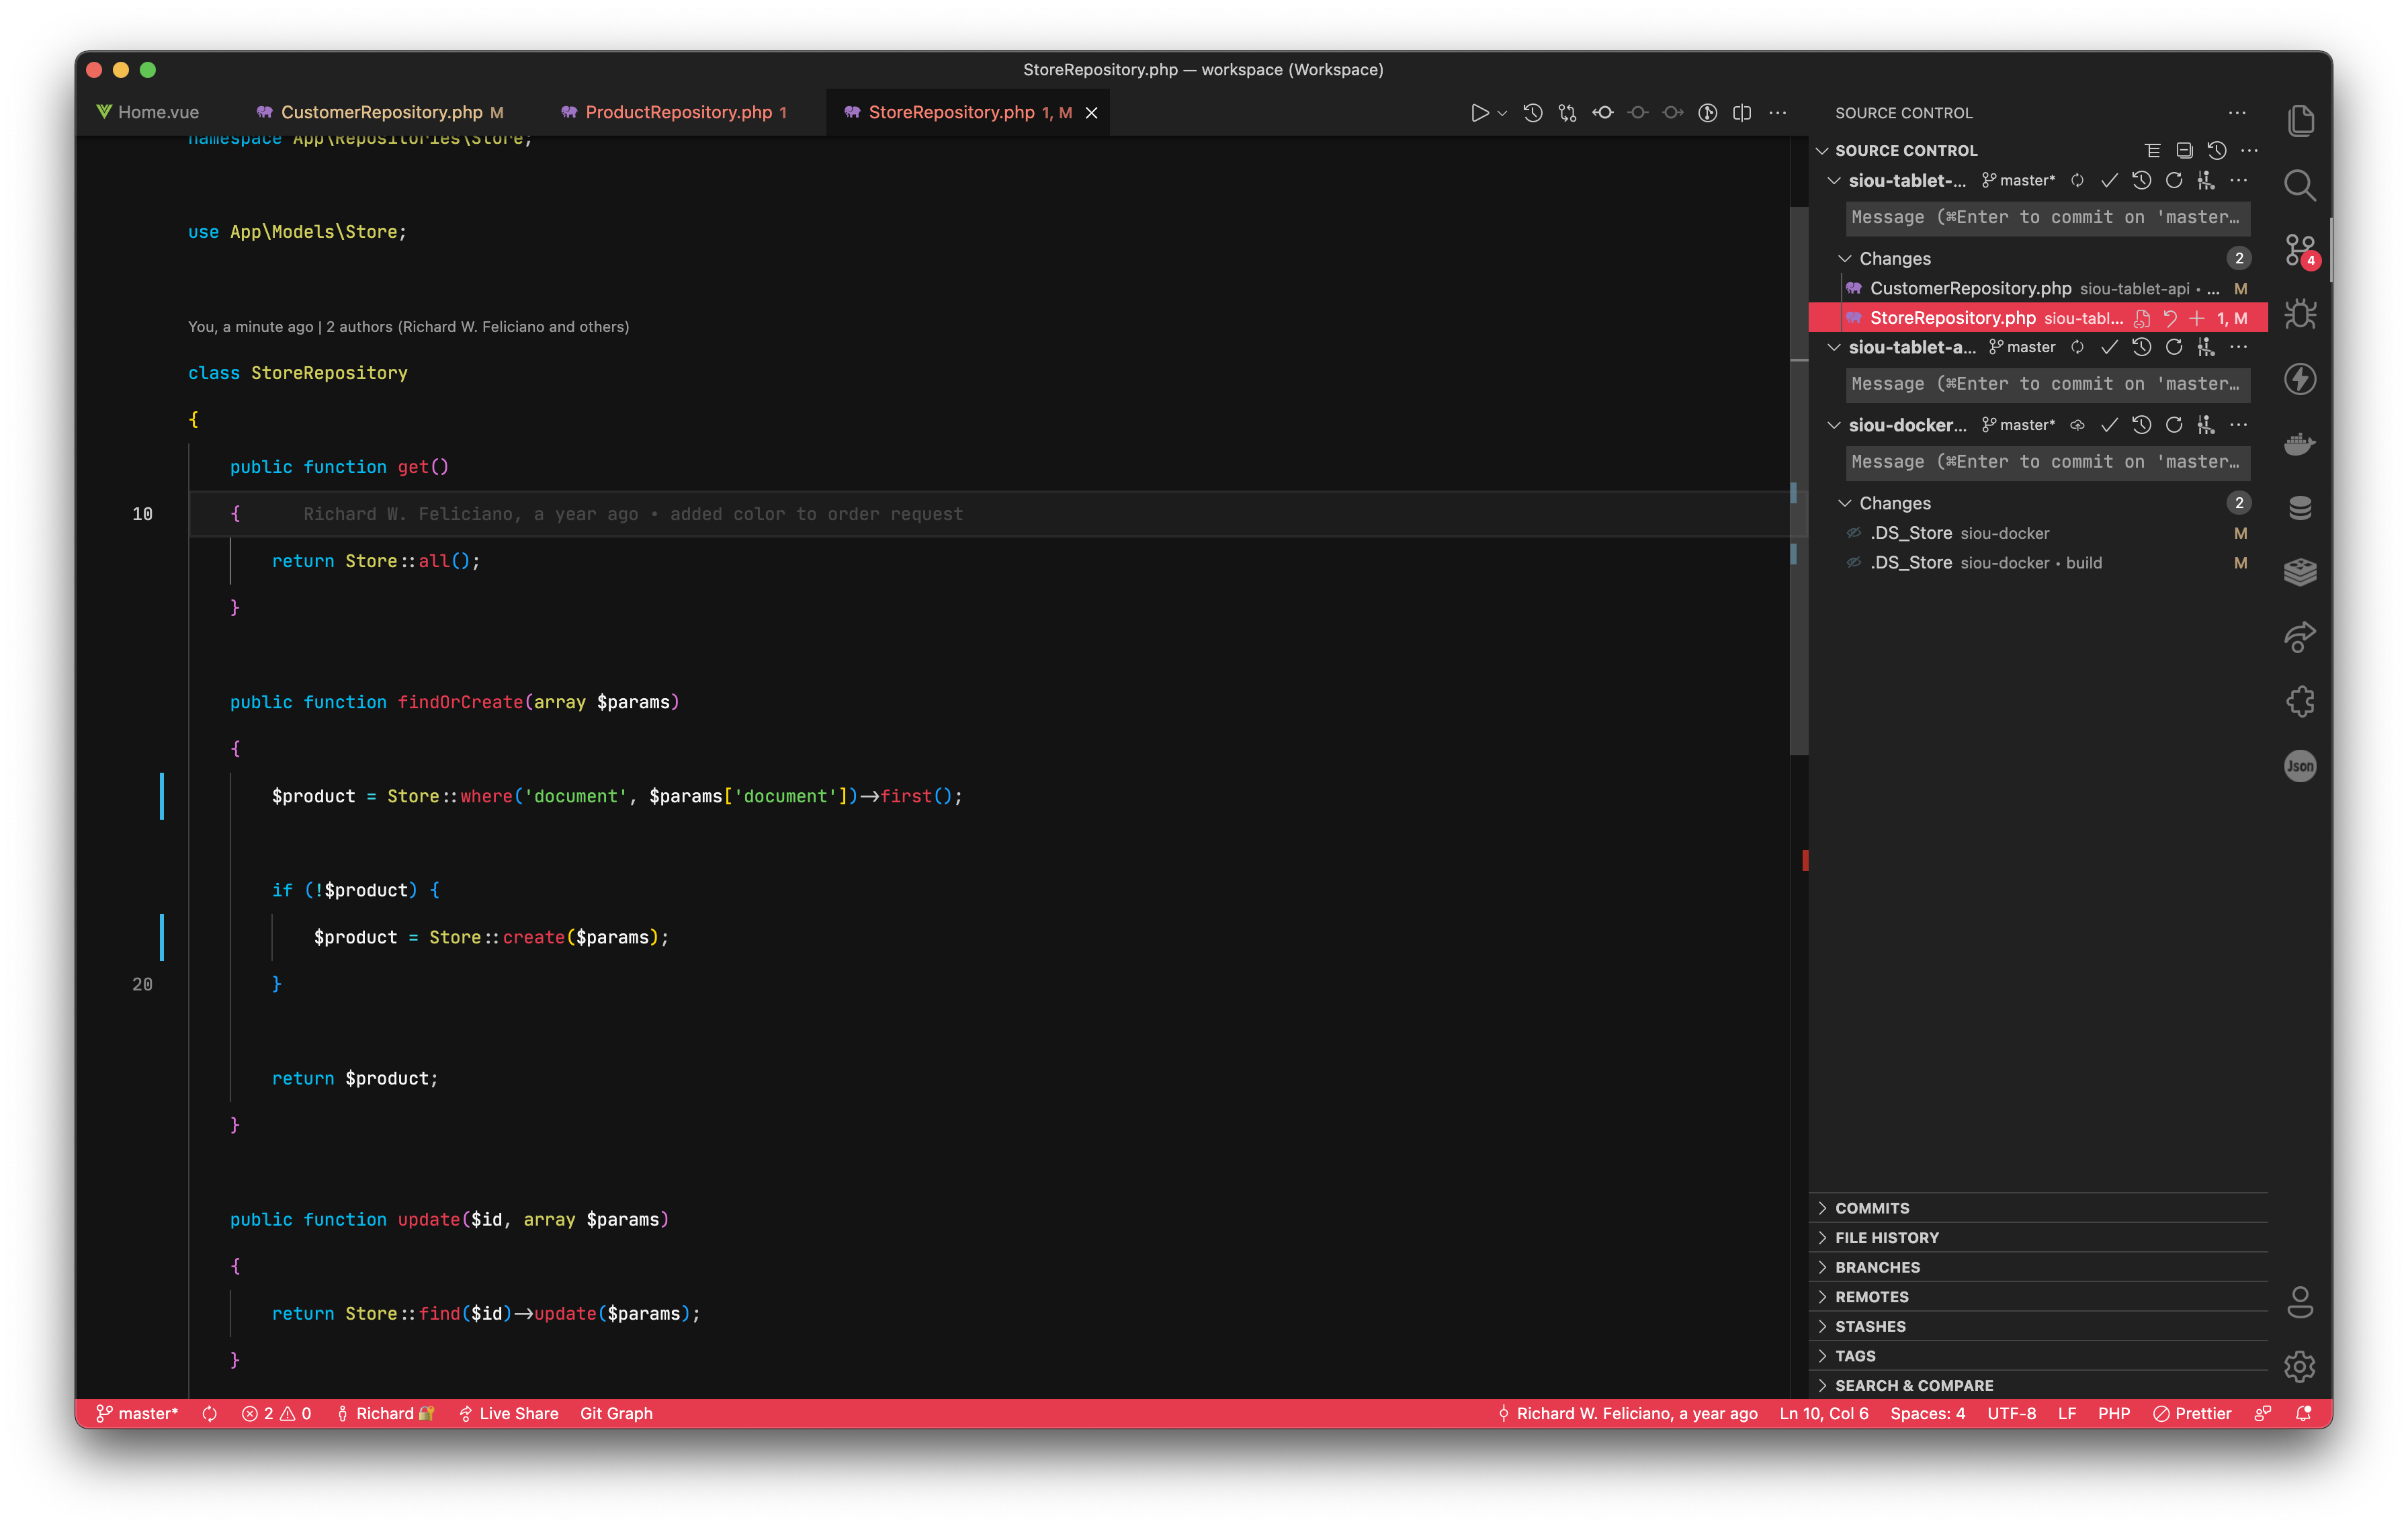 StoreRepository.php — workspace (Workspace)
Home.vue
CustomerRepository.php M
ProductRepository.php 1
StoreRepository.php 1, M
namespace App\Repositories\Store;
use App\Models\Store;
You, a minute ago | 2 authors (Richard W. Feliciano and others)
class StoreRepository
{
public function get()
10 { Richard W. Feliciano, a year ago • added color to order request
return Store::all();
}
public function findOrCreate(array $params)
{
$product = Store::where('document', $params['document'])->first();
if (!$product) {
$product = Store::create($params);
20 }
return $product;
}
public function update($id, array $params)
{
return Store::find($id)->update($params);
}
SOURCE CONTROL
SOURCE CONTROL
siou-tablet-... master*
Message (⌘Enter to commit on 'master...
Changes 2
CustomerRepository.php siou-tablet-api • ... M
StoreRepository.php siou-tabl... 1, M
siou-tablet-a... master
Message (⌘Enter to commit on 'master...
siou-docker... master*
Message (⌘Enter to commit on 'master...
Changes 2
.DS_Store siou-docker M
.DS_Store siou-docker • build M
COMMITS
FILE HISTORY
BRANCHES
REMOTES
STASHES
TAGS
SEARCH & COMPARE
4
Json
master* 2 0 Richard Live Share Git Graph
Richard W. Feliciano, a year ago Ln 10, Col 6 Spaces: 4 UTF-8 LF PHP Prettier